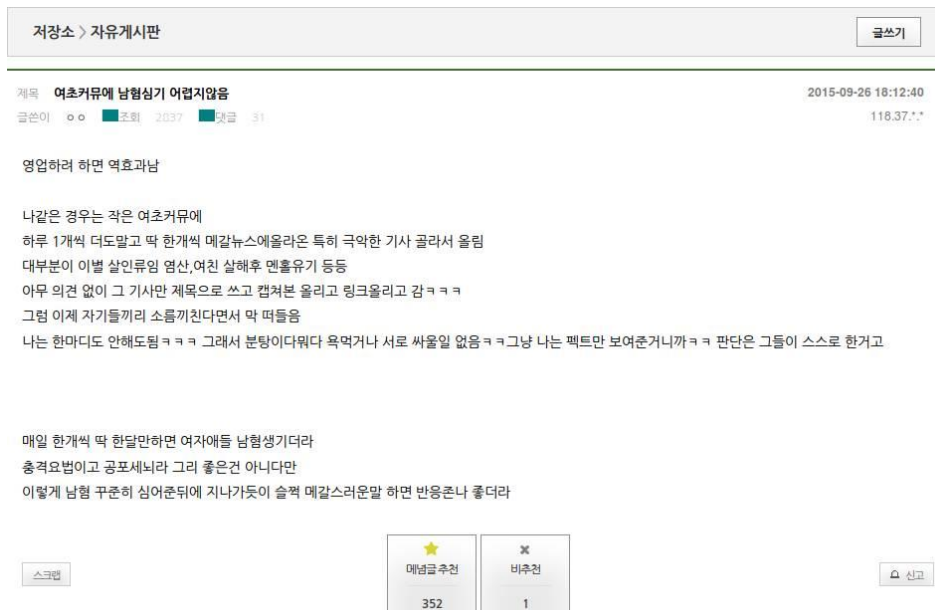 저장소 > 자유게시판
글쓰기
제목 여초커뮤에 남혐심기 어렵지않음
2015-09-26 18:12:40
글쓴이 ㅇㅇ 조회 2037 댓글 31
118.37.*.*
영업하려 하면 역효과남
나같은 경우는 작은 여초커뮤에
하루 1개씩 더도말고 딱 한개씩 메갈뉴스에올라온 특히 극악한 기사 골라서 올림
대부분이 이별 살인류임 염산,여친 살해후 멘홀유기 등등
아무 의견 없이 그 기사만 제목으로 쓰고 캡쳐본 올리고 링크올리고 감ㅋㅋㅋ
그럼 이제 자기들끼리 소름끼친다면서 막 떠들음
나는 한마디도 안해도됨ㅋㅋㅋ 그래서 분탕이다뭐다 욕먹거나 서로 싸울일 없음ㅋㅋ그냥 나는 펙트만 보여준거니까ㅋㅋ 판단은 그들이 스스로 한거고
매일 한개씩 딱 한달만하면 여자애들 남혐생기더라
충격요법이고 공포세뇌라 그리 좋은건 아니다만
이렇게 남혐 꾸준히 심어준뒤에 지나가듯이 슬쩍 메갈스러운말 하면 반응존나 좋더라
스크랩
메념글 추천
352
비추천
1
신고